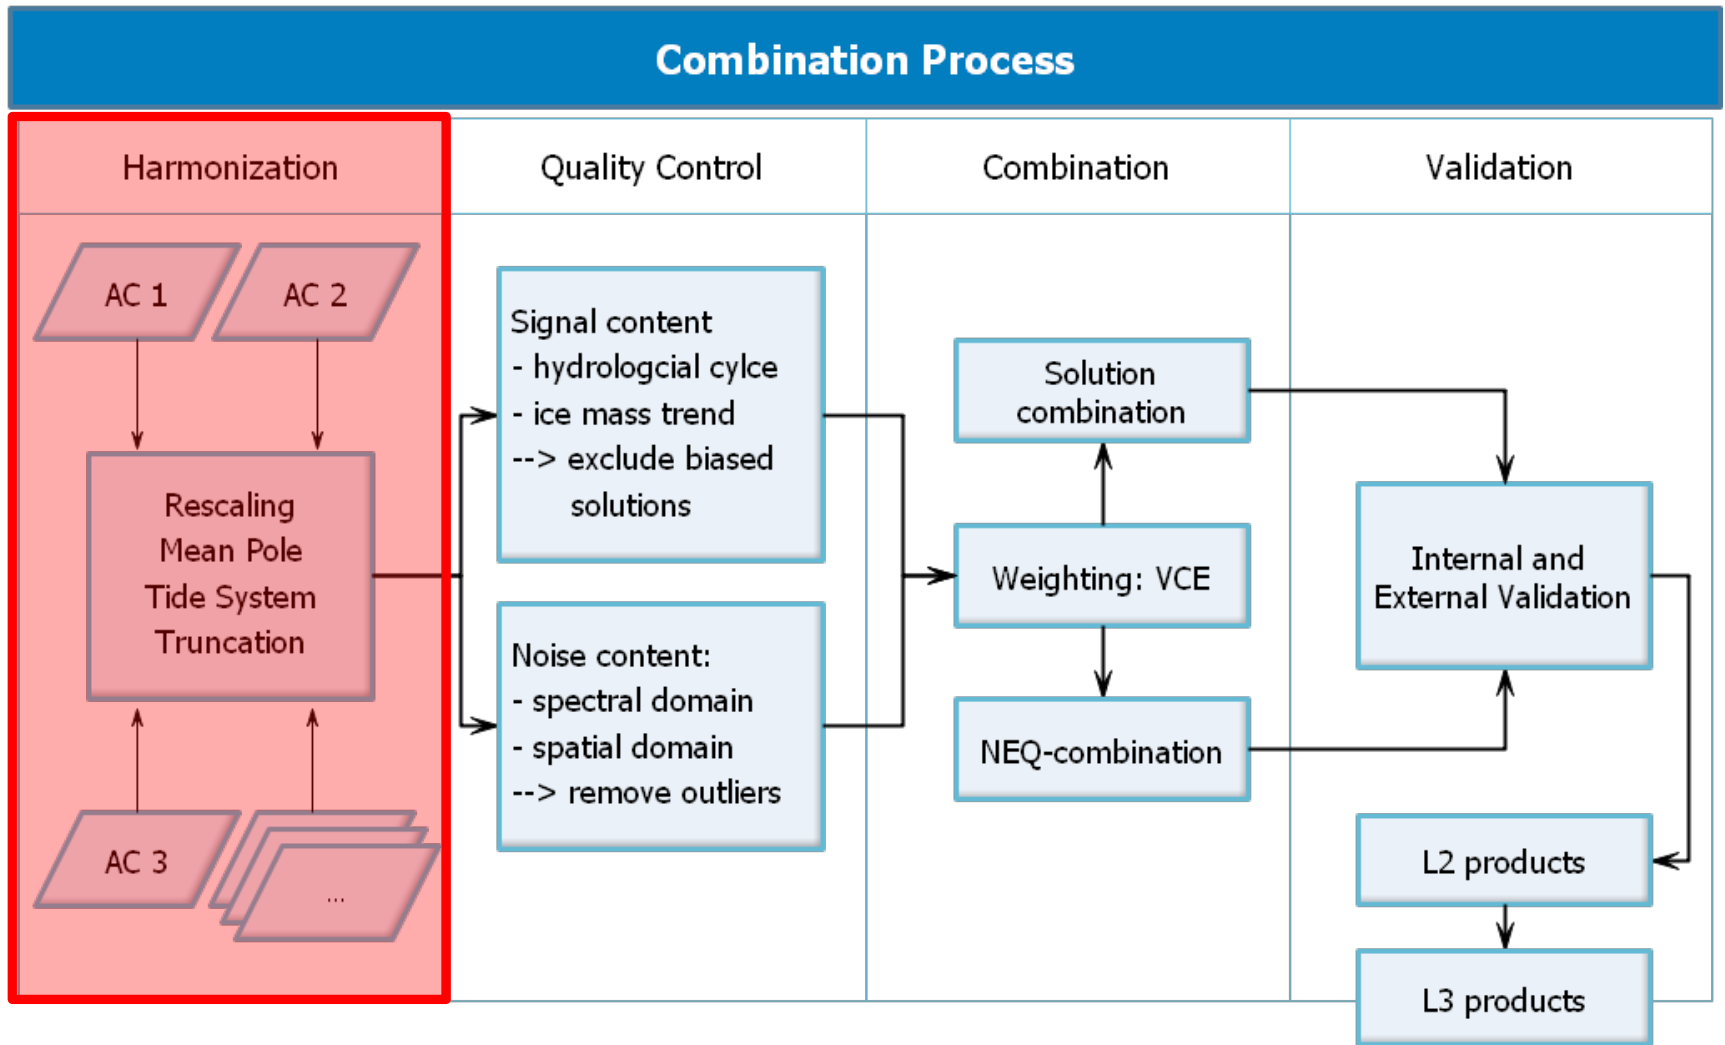 Combination Process
Harmonization
AC 1
AC 2
Rescaling
Mean Pole
Tide System
Truncation
AC 3
...
Quality Control
Signal content
- hydrologcial cylce
- ice mass trend
--> exclude biased
solutions
Noise content:
- spectral domain
- spatial domain
--> remove outliers
Combination
Solution
combination
Weighting: VCE
NEQ-combination
Validation
Internal and
External Validation
L2 products
L3 products